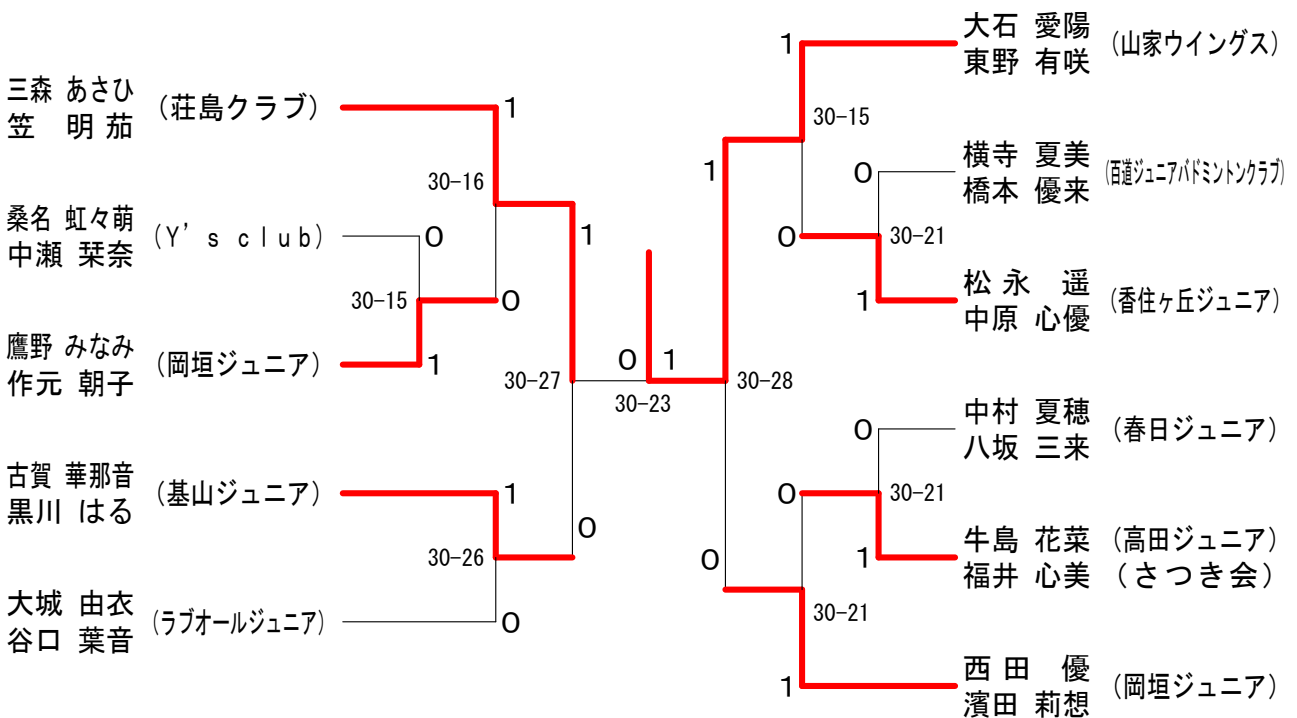 三森 あさひ
笠 明茄
(荘島クラブ)
1
30-16
桑名 虹々萌
中瀬 栞奈
(Y's club)
0
30-15
0
鷹野 みなみ
作元 朝子
(岡垣ジュニア)
1
1
30-27
古賀 華那音
黒川 はる
(基山ジュニア)
1
30-26
0
大城 由衣
谷口 葉音
(ラブオールジュニア)
0
0
1
30-23
大石 愛陽
東野 有咲
(山家ウイングス)
1
30-15
1
横寺 夏美
橋本 優来
(百道ジュニアバドミントンクラブ)
0
0
30-21
松永 遥
中原 心優
(香住ヶ丘ジュニア)
1
30-28
中村 夏穂
八坂 三来
(春日ジュニア)
0
0
30-21
牛島 花菜
福井 心美
(高田ジュニア)
(さつき会)
1
0
30-21
西田 優
濱田 莉想
(岡垣ジュニア)
1